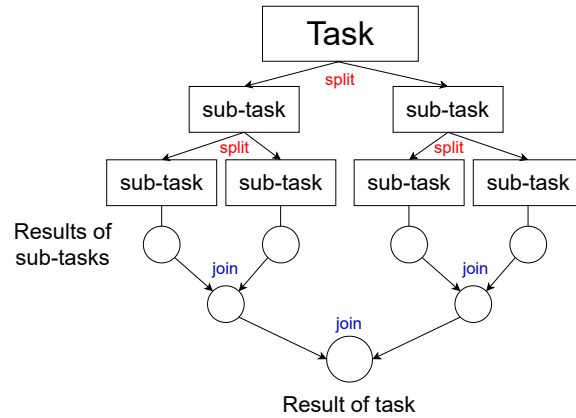 Task
split
sub-task
sub-task
split
split
sub-task
sub-task
sub-task
sub-task
Results of
sub-tasks
join
join
join
Result of task